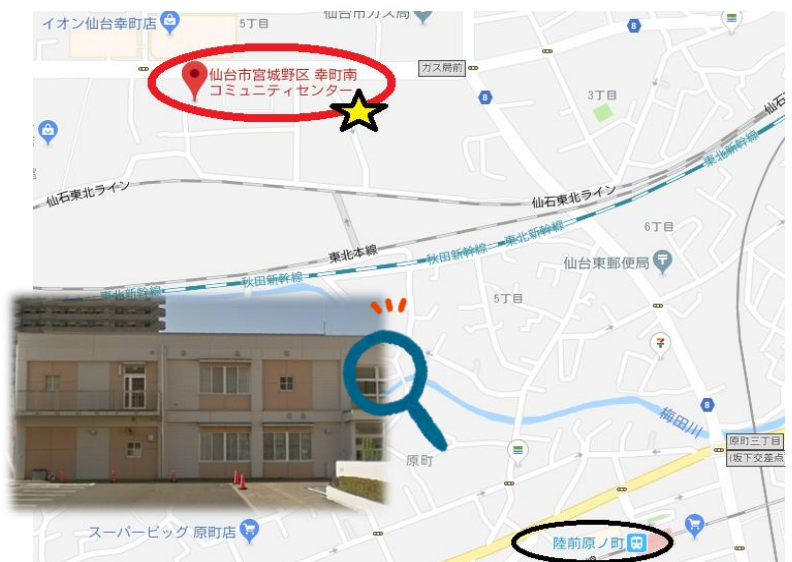 イオン仙台幸町店
5丁目
仙台市ガス局
仙台市宮城野区 幸町南
コミュニティセンター
ガス局前
8
3丁目
仙石
東北新幹線
仙石東北ライン
仙石東北ライン
6丁目
東北本線
秋田新幹線
東北新幹線
仙台東郵便局
東北新幹線
5丁目
8
梅田川
原町三丁目
(坂下交差点
原町
スーパービッグ 原町店
陸前原ノ町